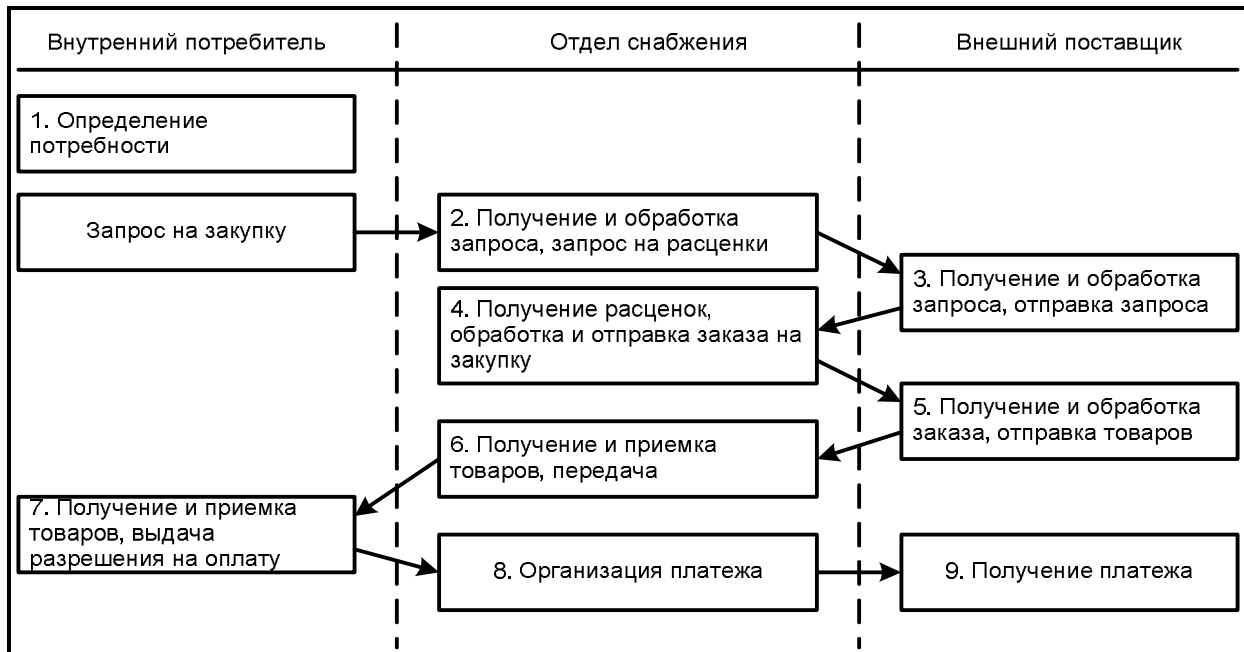 Внутренний потребитель
Отдел снабжения
Внешний поставщик
1. Определение
потребности
Запрос на закупку
2. Получение и обработка
запроса, запрос на расценки
3. Получение и обработка
запроса, отправка запроса
4. Получение расценок,
обработка и отправка заказа на
закупку
5. Получение и обработка
заказа, отправка товаров
6. Получение и приемка
товаров, передача
7. Получение и приемка
товаров, выдача
разрешения на оплату
8. Организация платежа
9. Получение платежа